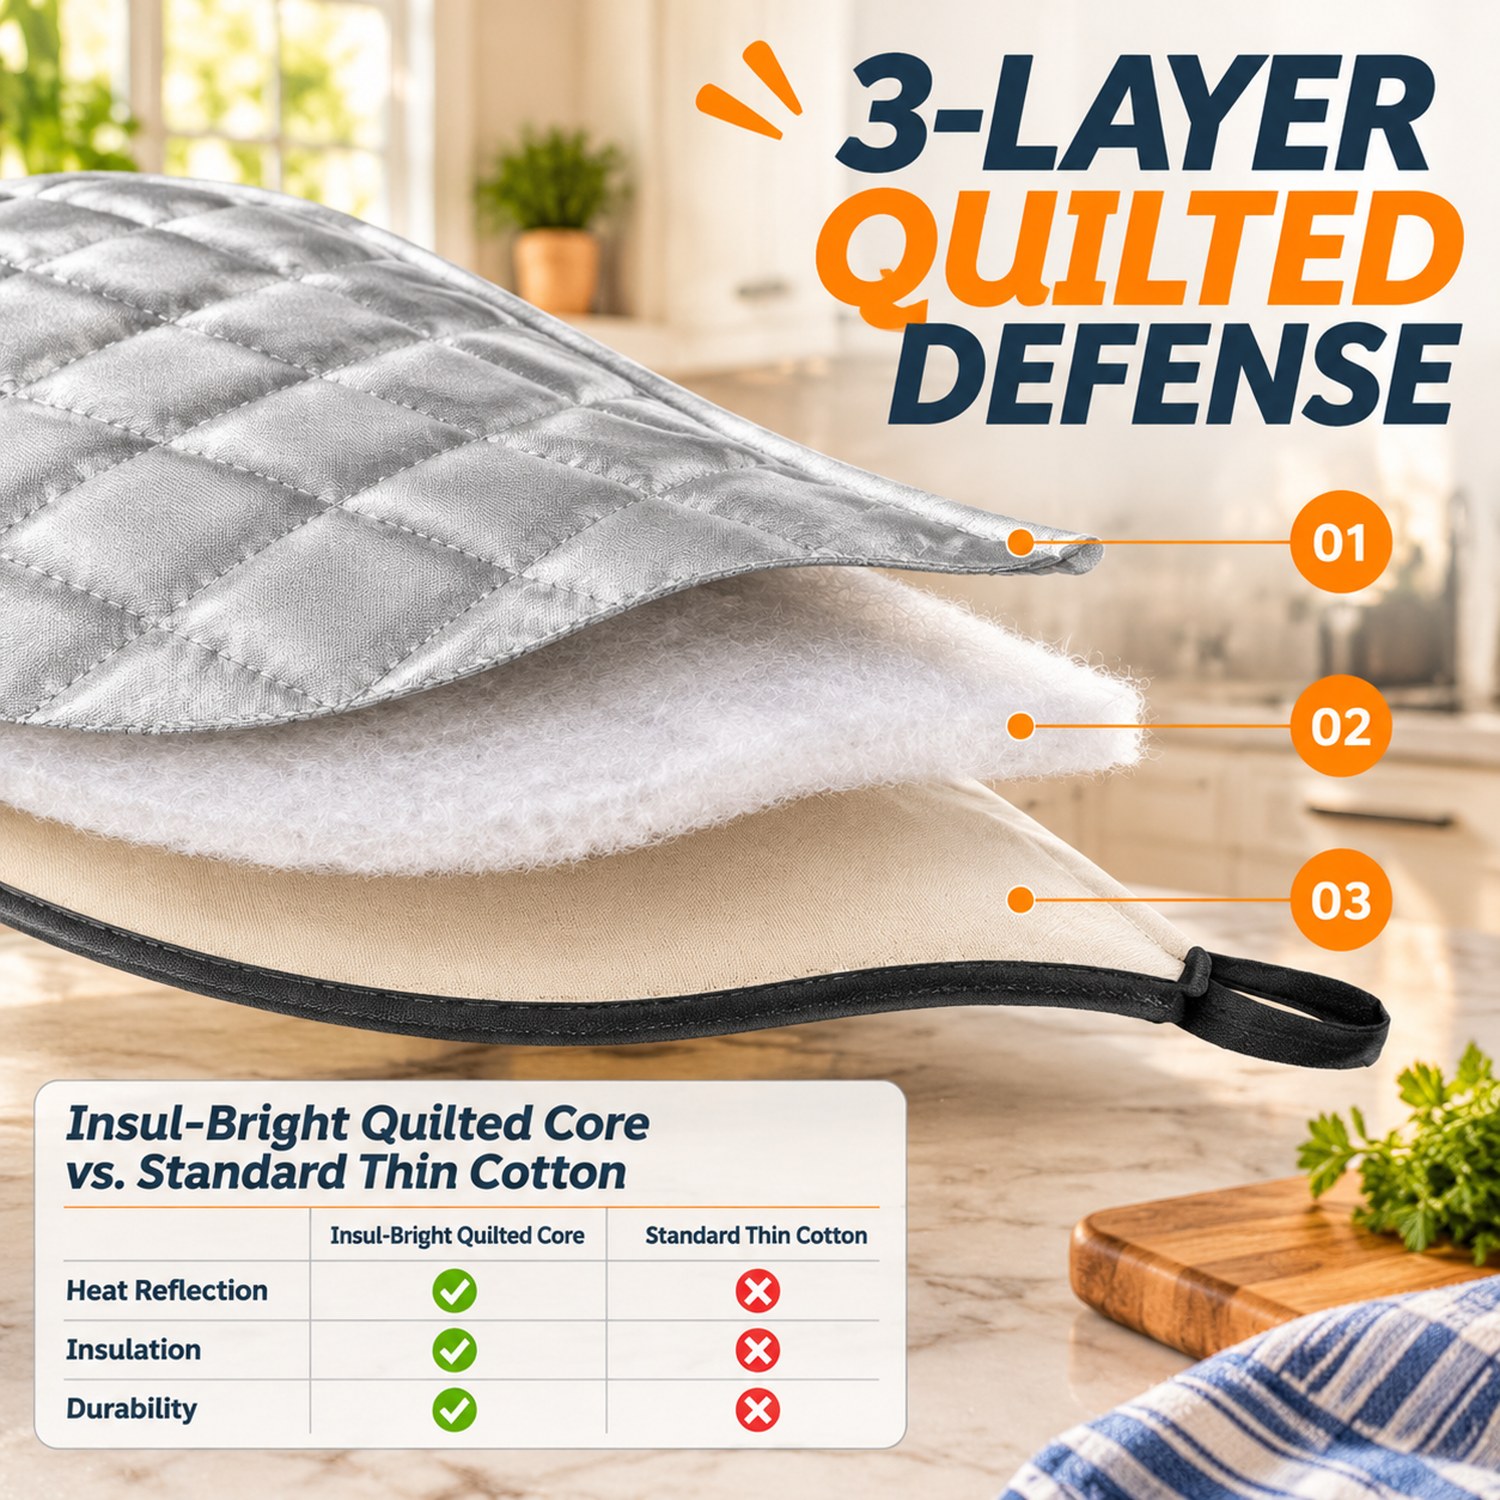 3-LAYER
QUILTED
DEFENSE
01
02
03
Insul-Bright Quilted Core
vs. Standard Thin Cotton
Insul-Bright Quilted Core Standard Thin Cotton
Heat Reflection
Insulation
Durability